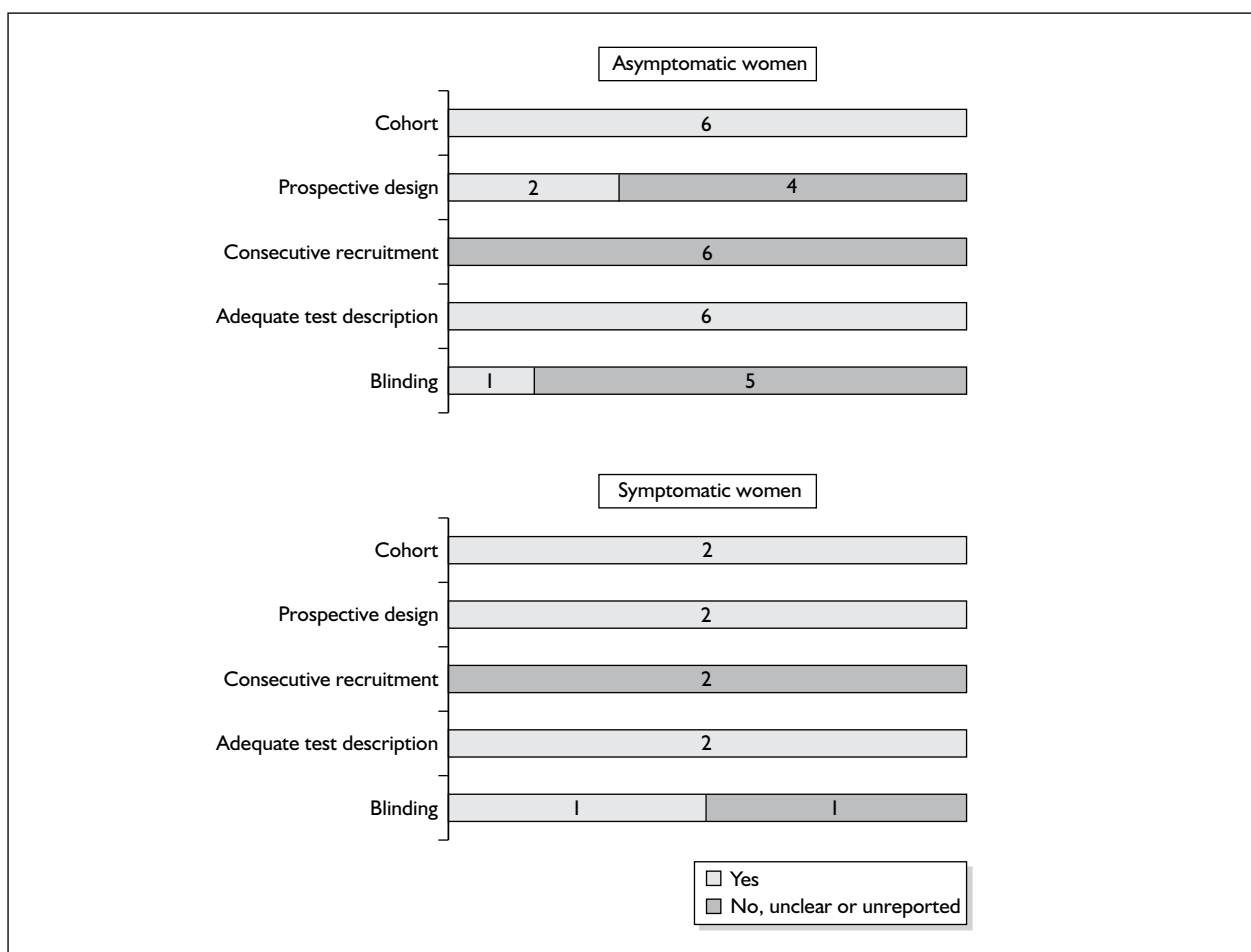 Asymptomatic women
Cohort 6
Prospective design 2 4
Consecutive recruitment 6
Adequate test description 6
Blinding 1 5
Symptomatic women
Cohort 2
Prospective design 2
Consecutive recruitment 2
Adequate test description 2
Blinding 1 1
Yes
No, unclear or unreported